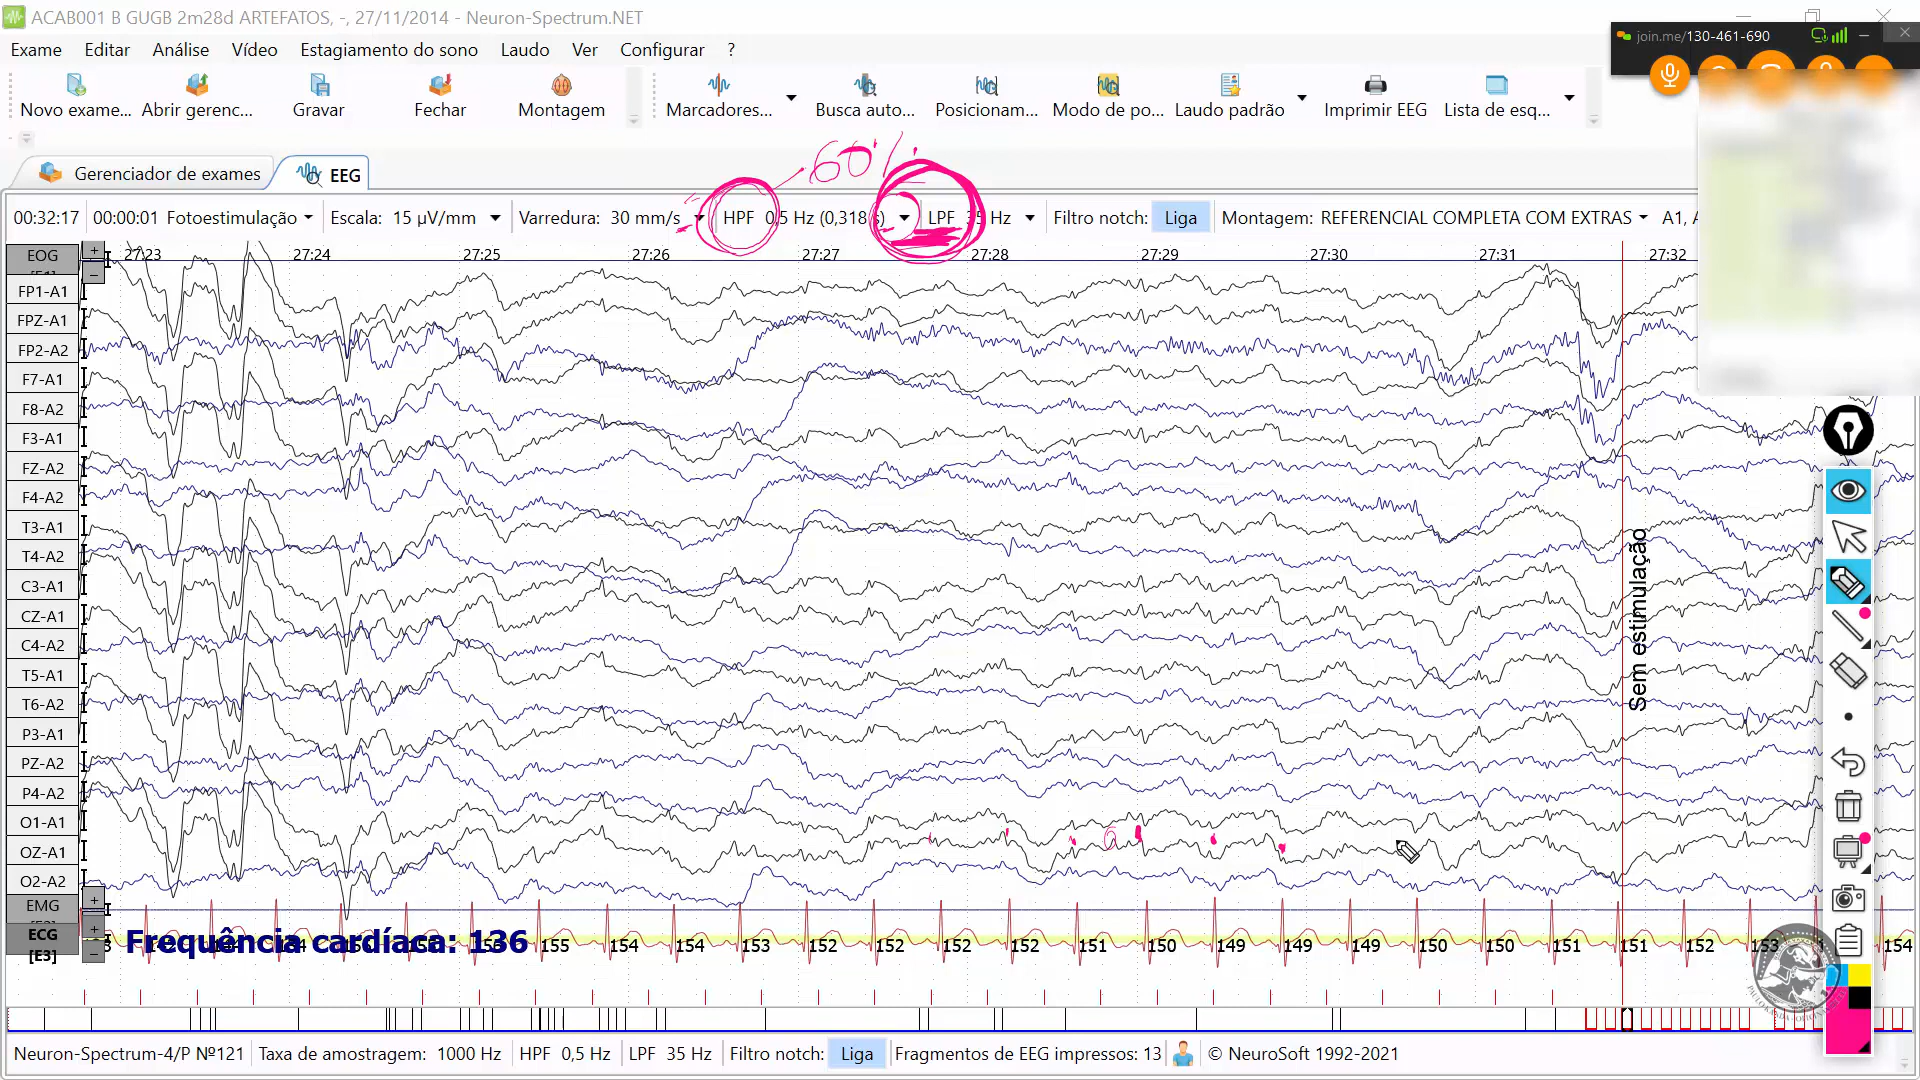 ACAB001 B GUGB 2m28d ARTEFATOS, -, 27/11/2014 - Neuron-Spectrum.NET
join.me/130-461-690
Exame Editar Análise Vídeo Estagiamento do sono Laudo Ver Configurar ?
Novo exame... Abrir gerenc... Gravar Fechar Montagem Marcadores... Busca auto... Posicionam... Modo de po... Laudo padrão Imprimir EEG Lista de esq...
60%
Gerenciador de exames EEG
00:32:17 00:00:01 Fotoestimulação Escala: 15 µV/mm Varredura: 30 mm/s HPF 0,5 Hz (0,318 s) LPF 35 Hz Filtro notch: Liga Montagem: REFERENCIAL COMPLETA COM EXTRAS A1,
27:23 27:24 27:25 27:26 27:27 27:28 27:29 27:30 27:31 27:32
EOG
FP1-A1
FPZ-A1
FP2-A2
F7-A1
F8-A2
F3-A1
FZ-A2
F4-A2
T3-A1
T4-A2
C3-A1
CZ-A1
C4-A2
T5-A1
T6-A2
P3-A1
PZ-A2
P4-A2
O1-A1
OZ-A1
O2-A2
EMG
ECG
[E3]
Sem estimulação
Frequência cardíaca: 136
155 154 154 153 152 152 152 152 151 150 149 149 149 150 150 151 151 152 153 154
Neuron-Spectrum-4/P №121 Taxa de amostragem: 1000 Hz HPF 0,5 Hz LPF 35 Hz Filtro notch: Liga Fragmentos de EEG impressos: 13 © NeuroSoft 1992-2021